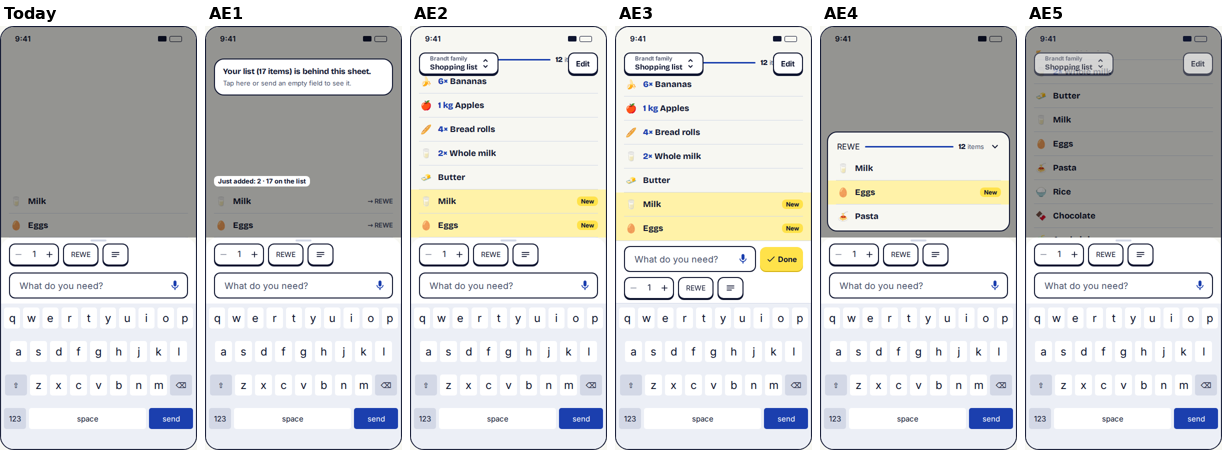 Today
9:41
Milk
Eggs
− 1 +
REWE
What do you need?
q w e r t y u i o p
a s d f g h j k l
z x c v b n m
123
space
send
AE1
9:41
Your list (17 items) is behind this sheet.
Tap here or send an empty field to see it.
Just added: 2 · 17 on the list
Milk → REWE
Eggs → REWE
− 1 +
REWE
What do you need?
q w e r t y u i o p
a s d f g h j k l
z x c v b n m
123
space
send
AE2
9:41
Brandt family
Shopping list
12
Edit
6× Bananas
1 kg Apples
4× Bread rolls
2× Whole milk
Butter
Milk New
Eggs New
− 1 +
REWE
What do you need?
q w e r t y u i o p
a s d f g h j k l
z x c v b n m
123
space
send
AE3
9:41
Brandt family
Shopping list
12
Edit
6× Bananas
1 kg Apples
4× Bread rolls
2× Whole milk
Butter
Milk New
Eggs New
What do you need?
✓ Done
− 1 +
REWE
q w e r t y u i o p
a s d f g h j k l
z x c v b n m
123
space
send
AE4
9:41
REWE 12 items
Milk
Eggs New
Pasta
− 1 +
REWE
What do you need?
q w e r t y u i o p
a s d f g h j k l
z x c v b n m
123
space
send
AE5
9:41
Brandt family
Shopping list
Edit
Butter
Milk
Eggs
Pasta
Rice
Chocolate
− 1 +
REWE
What do you need?
q w e r t y u i o p
a s d f g h j k l
z x c v b n m
123
space
send